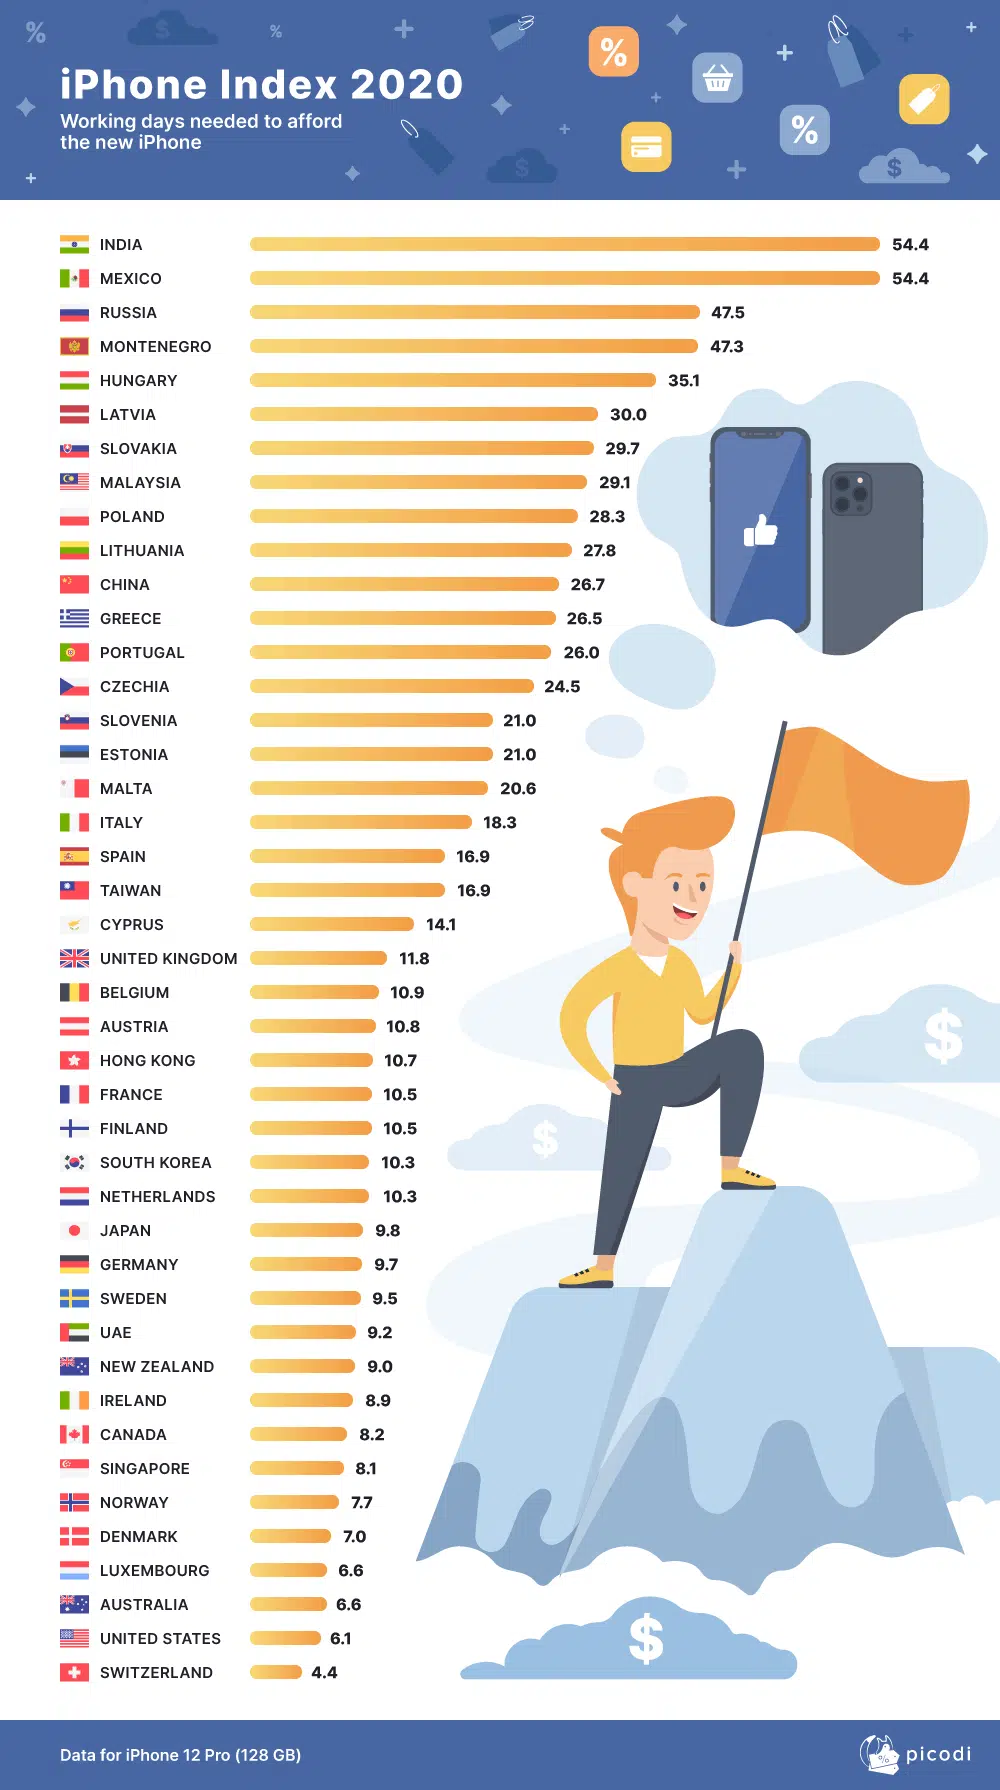 iPhone Index 2020
Working days needed to afford
the new iPhone
INDIA 54.4
MEXICO 54.4
RUSSIA 47.5
MONTENEGRO 47.3
HUNGARY 35.1
LATVIA 30.0
SLOVAKIA 29.7
MALAYSIA 29.1
POLAND 28.3
LITHUANIA 27.8
CHINA 26.7
GREECE 26.5
PORTUGAL 26.0
CZECHIA 24.5
SLOVENIA 21.0
ESTONIA 21.0
MALTA 20.6
ITALY 18.3
SPAIN 16.9
TAIWAN 16.9
CYPRUS 14.1
UNITED KINGDOM 11.8
BELGIUM 10.9
AUSTRIA 10.8
HONG KONG 10.7
FRANCE 10.5
FINLAND 10.5
SOUTH KOREA 10.3
NETHERLANDS 10.3
JAPAN 9.8
GERMANY 9.7
SWEDEN 9.5
UAE 9.2
NEW ZEALAND 9.0
IRELAND 8.9
CANADA 8.2
SINGAPORE 8.1
NORWAY 7.7
DENMARK 7.0
LUXEMBOURG 6.6
AUSTRALIA 6.6
UNITED STATES 6.1
SWITZERLAND 4.4
Data for iPhone 12 Pro (128 GB)
picodi